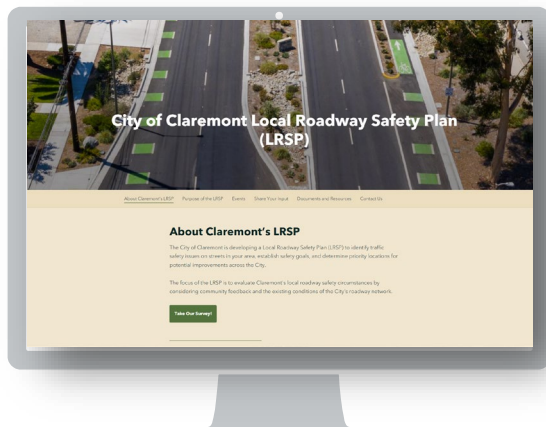 City of Claremont Local Roadway Safety Plan
(LRSP)
About Claremont's LRSP Purpose of the LRSP Events Share Your Input Documents and Resources Contact Us
About Claremont's LRSP
The City of Claremont is developing a Local Roadway Safety Plan (LRSP) to identify traffic
safety issues on streets in your area, establish safety goals, and determine priority locations for
potential improvements across the City.
The focus of the LRSP is to evaluate Claremont's local roadway safety circumstances by
considering community feedback and the existing conditions of the City's roadway network.
Take Our Survey!